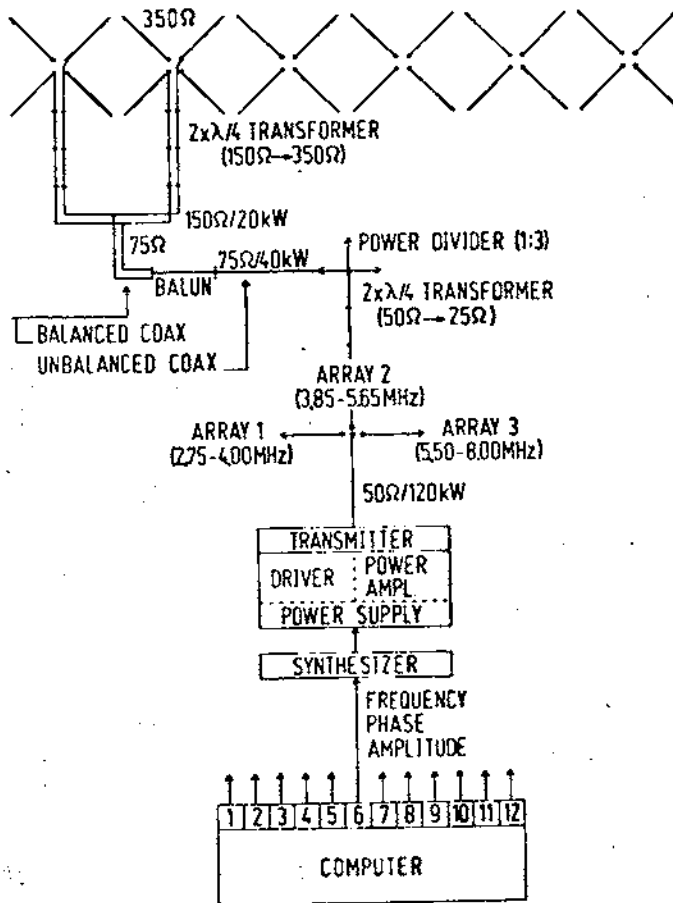 350Ω
2xλ/4 TRANSFORMER
(150Ω→350Ω)
150Ω/20kW
75Ω
BALUN
75Ω/40kW
POWER DIVIDER (1:3)
2xλ/4 TRANSFORMER
(50Ω→25Ω)
BALANCED COAX
UNBALANCED COAX
ARRAY 2
(3,85-5,65MHz)
ARRAY 1
(2,75-4,00MHz)
ARRAY 3
(5,50-8,00MHz)
50Ω/120kW
TRANSMITTER
DRIVER
POWER
AMPL
POWER SUPPLY
SYNTHESIZER
FREQUENCY
PHASE
AMPLITUDE
1 2 3 4 5 6 7 8 9 10 11 12
COMPUTER